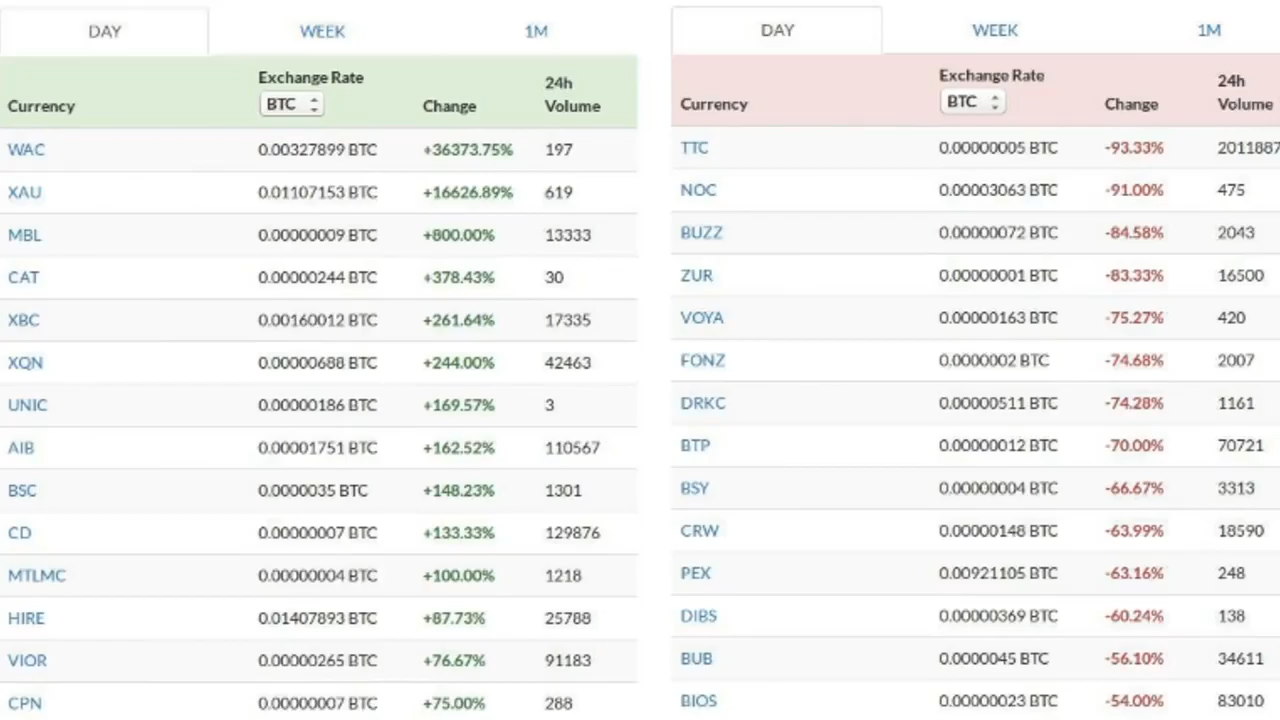 DAY WEEK 1M
Exchange Rate 24h
Currency BTC Change Volume
WAC 0.00327899 BTC +36373.75% 197
XAU 0.01107153 BTC +16626.89% 619
MBL 0.00000009 BTC +800.00% 13333
CAT 0.00000244 BTC +378.43% 30
XBC 0.00160012 BTC +261.64% 17335
XQN 0.00000688 BTC +244.00% 42463
UNIC 0.00000186 BTC +169.57% 3
AIB 0.00001751 BTC +162.52% 110567
BSC 0.0000035 BTC +148.23% 1301
CD 0.00000007 BTC +133.33% 129876
MTLMC 0.00000004 BTC +100.00% 1218
HIRE 0.01407893 BTC +87.73% 25788
VIOR 0.00000265 BTC +76.67% 91183
CPN 0.00000007 BTC +75.00% 288
DAY WEEK 1M
Exchange Rate 24h
Currency BTC Change Volume
TTC 0.00000005 BTC -93.33% 2011887
NOC 0.00003063 BTC -91.00% 475
BUZZ 0.00000072 BTC -84.58% 2043
ZUR 0.00000001 BTC -83.33% 16500
VOYA 0.00000163 BTC -75.27% 420
FONZ 0.0000002 BTC -74.68% 2007
DRKC 0.00000511 BTC -74.28% 1161
BTP 0.00000012 BTC -70.00% 70721
BSY 0.00000004 BTC -66.67% 3313
CRW 0.00000148 BTC -63.99% 18590
PEX 0.00921105 BTC -63.16% 248
DIBS 0.00000369 BTC -60.24% 138
BUB 0.0000045 BTC -56.10% 34611
BIOS 0.00000023 BTC -54.00% 83010